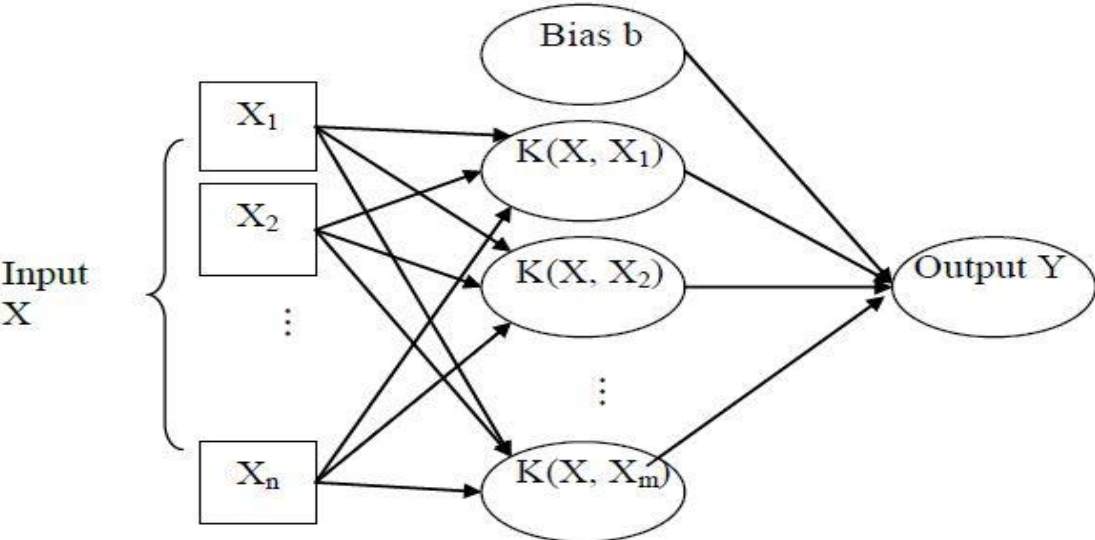 Input
X
X₁
X₂
⋮
Xₙ
Bias b
K(X, X₁)
K(X, X₂)
⋮
K(X, Xₘ)
Output Y